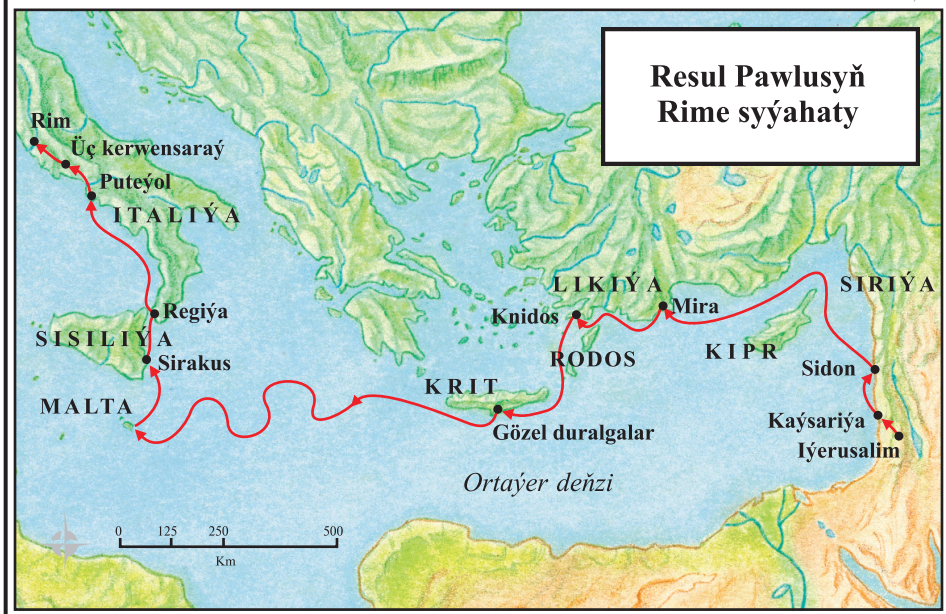 Resul Pawlusyň
Rime syýahaty
Rim
Üç kerwensaraý
Puteýol
ITALIÝA
Regiýa
SISILIÝA
Sirakus
MALTA
KRIT
Gözel duralgalar
Knidos
LIKIÝA
Mira
RODOS
KIPR
SIRIÝA
Sidon
Kaýsariýa
Iýerusalim
Ortaýer deňzi
0 125 250 500
Km